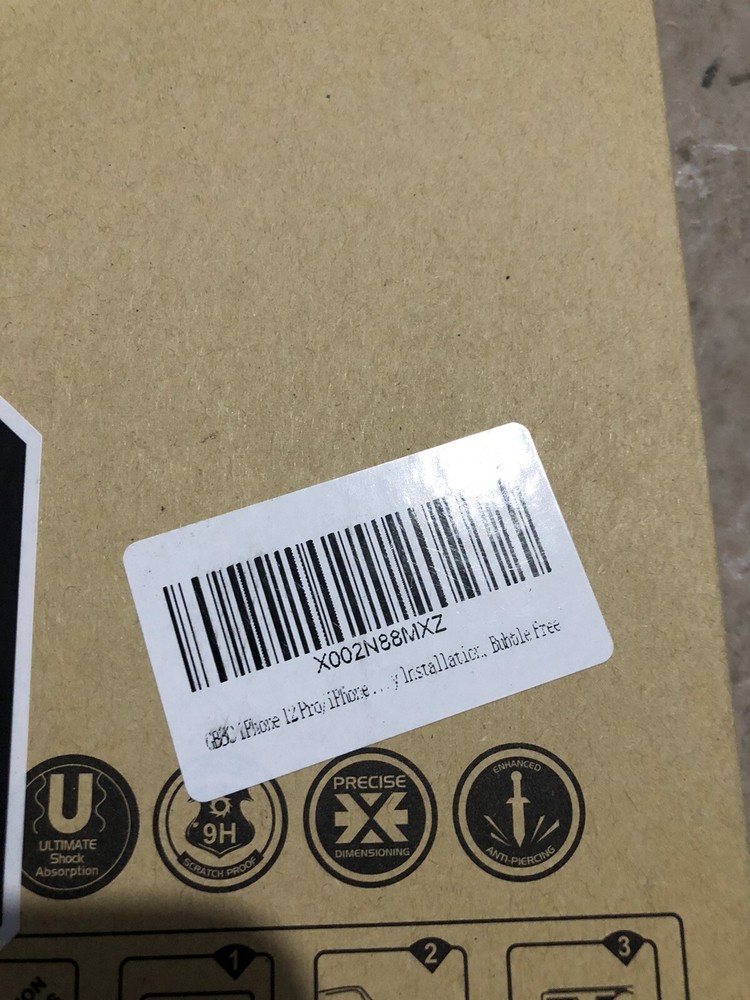 X002N88MXZ
iPhone 12 Pro/iPhone ... y Installation, Bubble Free
U
ULTIMATE
Shock
Absorption
9H
SCRATCH PROOF
PRECISE
DIMENSIONING
ENHANCED
ANTI-PIERCING
1
2
3